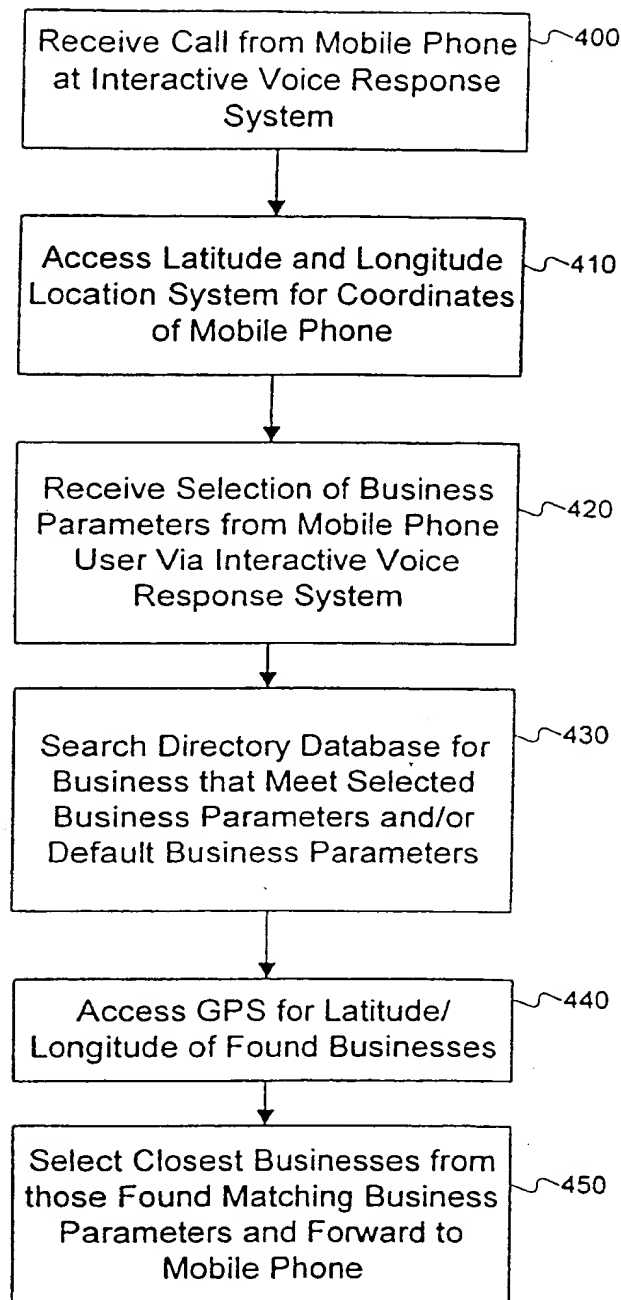 Receive Call from Mobile Phone
at Interactive Voice Response
System
400
Access Latitude and Longitude
Location System for Coordinates
of Mobile Phone
410
Receive Selection of Business
Parameters from Mobile Phone
User Via Interactive Voice
Response System
420
Search Directory Database for
Business that Meet Selected
Business Parameters and/or
Default Business Parameters
430
Access GPS for Latitude/
Longitude of Found Businesses
440
Select Closest Businesses from
those Found Matching Business
Parameters and Forward to
Mobile Phone
450